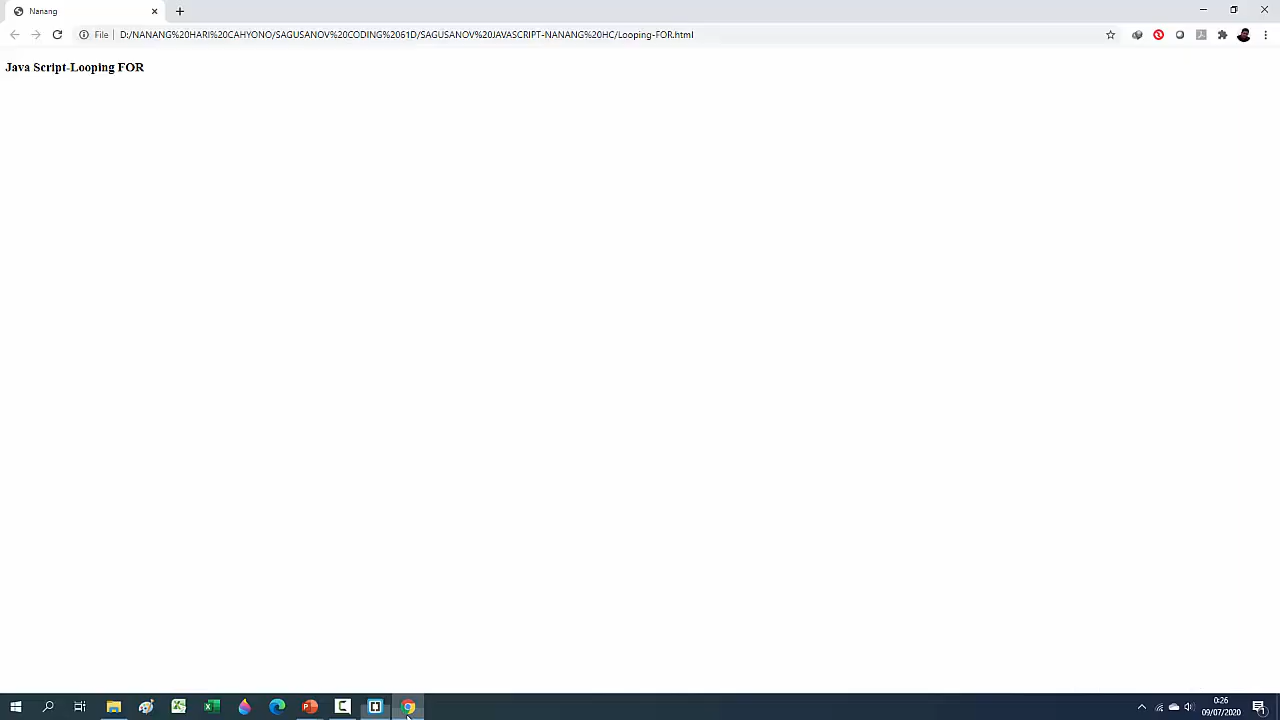 Nanang
File
D:/NANANG%20HARI%20CAHYONO/SAGUSANOV%20CODING%2061D/SAGUSANOV%20JAVASCRIPT-NANANG%20HC/Looping-FOR.html
Java Script-Looping FOR
0:26
09/07/2020